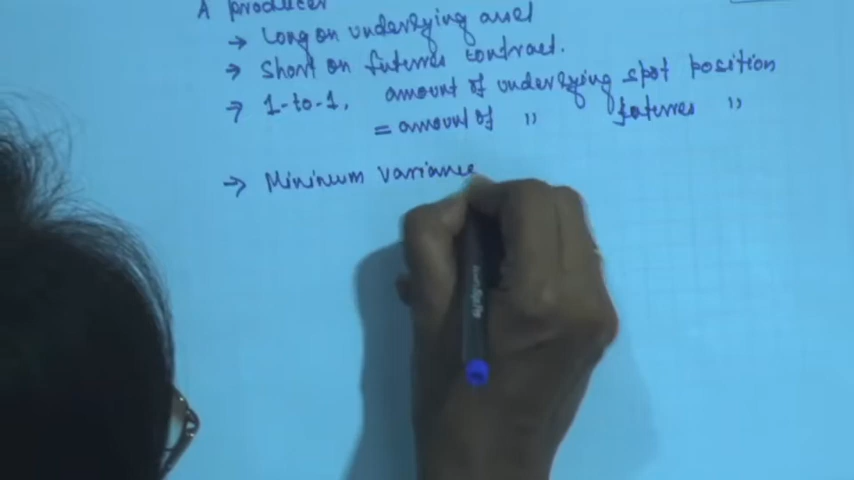 A producer
→ Long on underlying asset
→ Short on futures contract.
→ 1-to-1. amount of underlying spot position
= amount of " futures "
→ Minimum variance